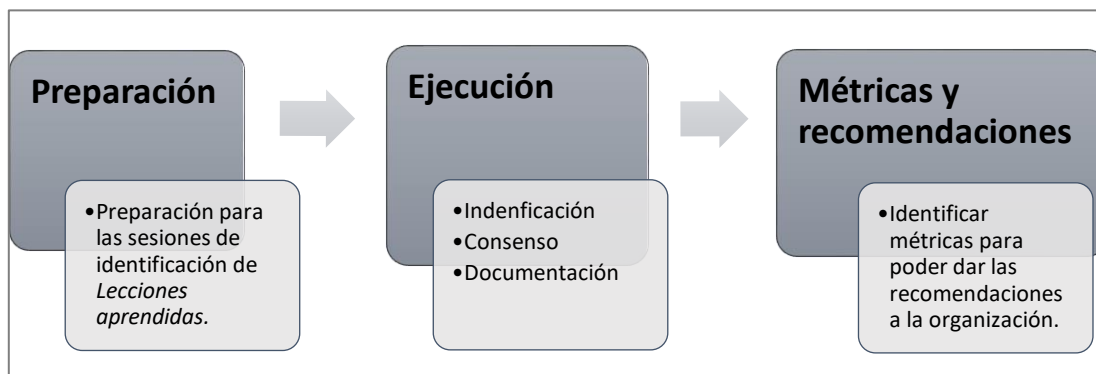 Preparación
•Preparación para
las sesiones de
identificación de
Lecciones
aprendidas.
Ejecución
•Indenficación
•Consenso
•Documentación
Métricas y
recomendaciones
•Identificar
métricas para
poder dar las
recomendaciones
a la organización.